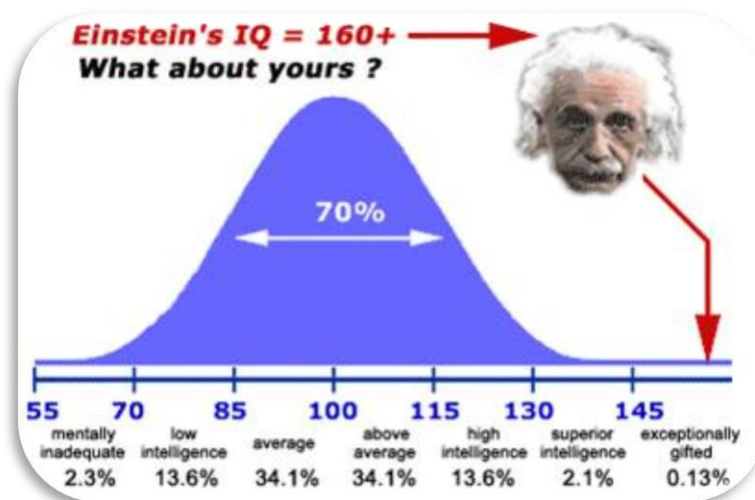 Einstein's IQ = 160+
What about yours ?
70%
55 70 85 100 115 130 145
mentally inadequate low intelligence average above average high intelligence superior intelligence exceptionally gifted
2.3% 13.6% 34.1% 34.1% 13.6% 2.1% 0.13%